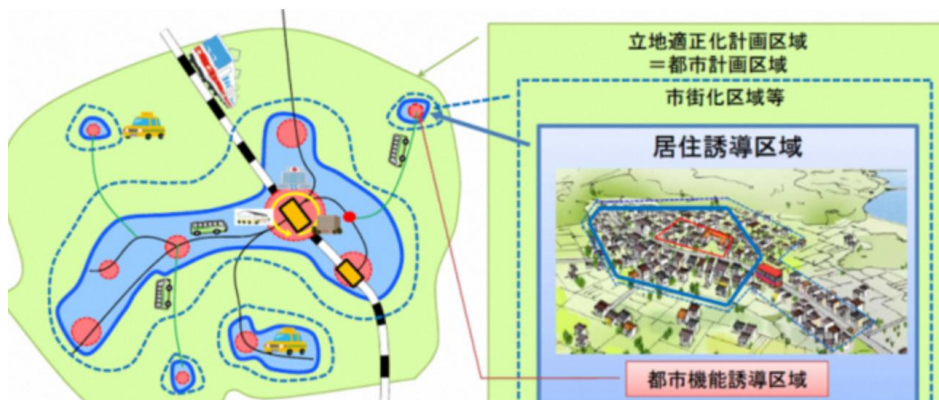 立地適正化計画区域
＝都市計画区域
市街化区域等
居住誘導区域
都市機能誘導区域